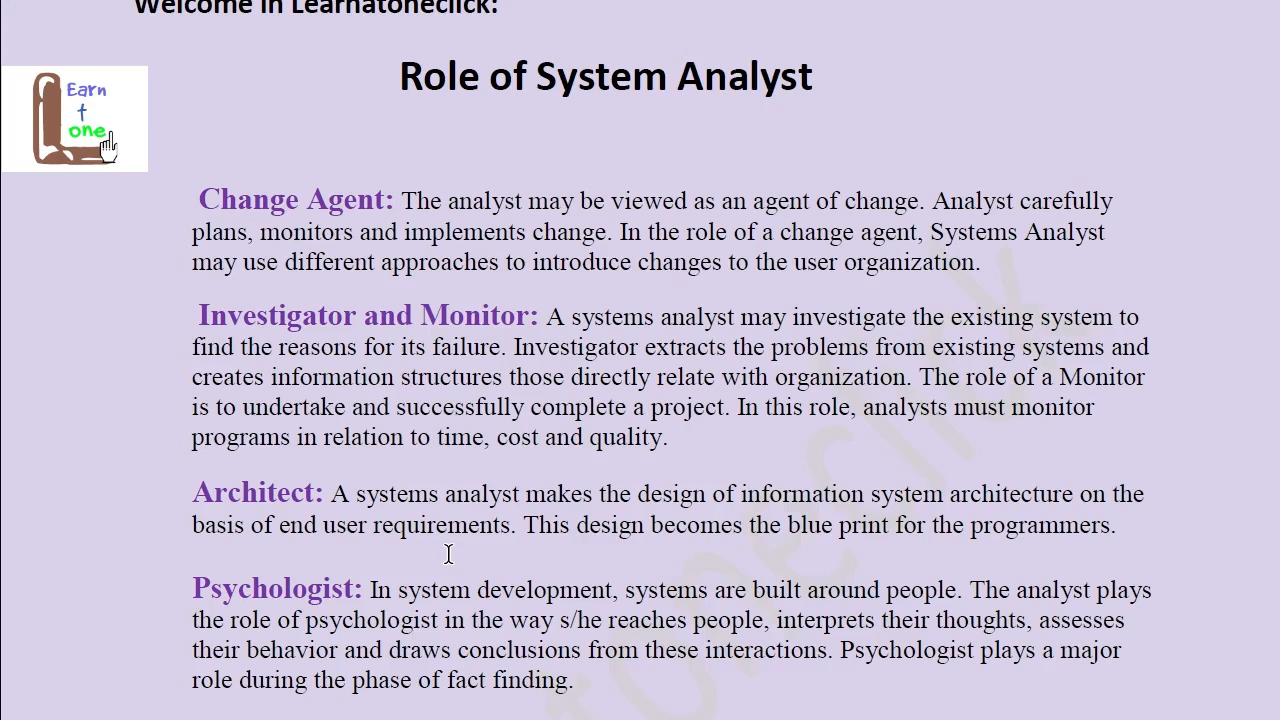 Welcome in Learnatoneclick:
Role of System Analyst
Earn
t
one
Change Agent: The analyst may be viewed as an agent of change. Analyst carefully
plans, monitors and implements change. In the role of a change agent, Systems Analyst
may use different approaches to introduce changes to the user organization.
Investigator and Monitor: A systems analyst may investigate the existing system to
find the reasons for its failure. Investigator extracts the problems from existing systems and
creates information structures those directly relate with organization. The role of a Monitor
is to undertake and successfully complete a project. In this role, analysts must monitor
programs in relation to time, cost and quality.
Architect: A systems analyst makes the design of information system architecture on the
basis of end user requirements. This design becomes the blue print for the programmers.
Psychologist: In system development, systems are built around people. The analyst plays
the role of psychologist in the way s/he reaches people, interprets their thoughts, assesses
their behavior and draws conclusions from these interactions. Psychologist plays a major
role during the phase of fact finding.
toneclick